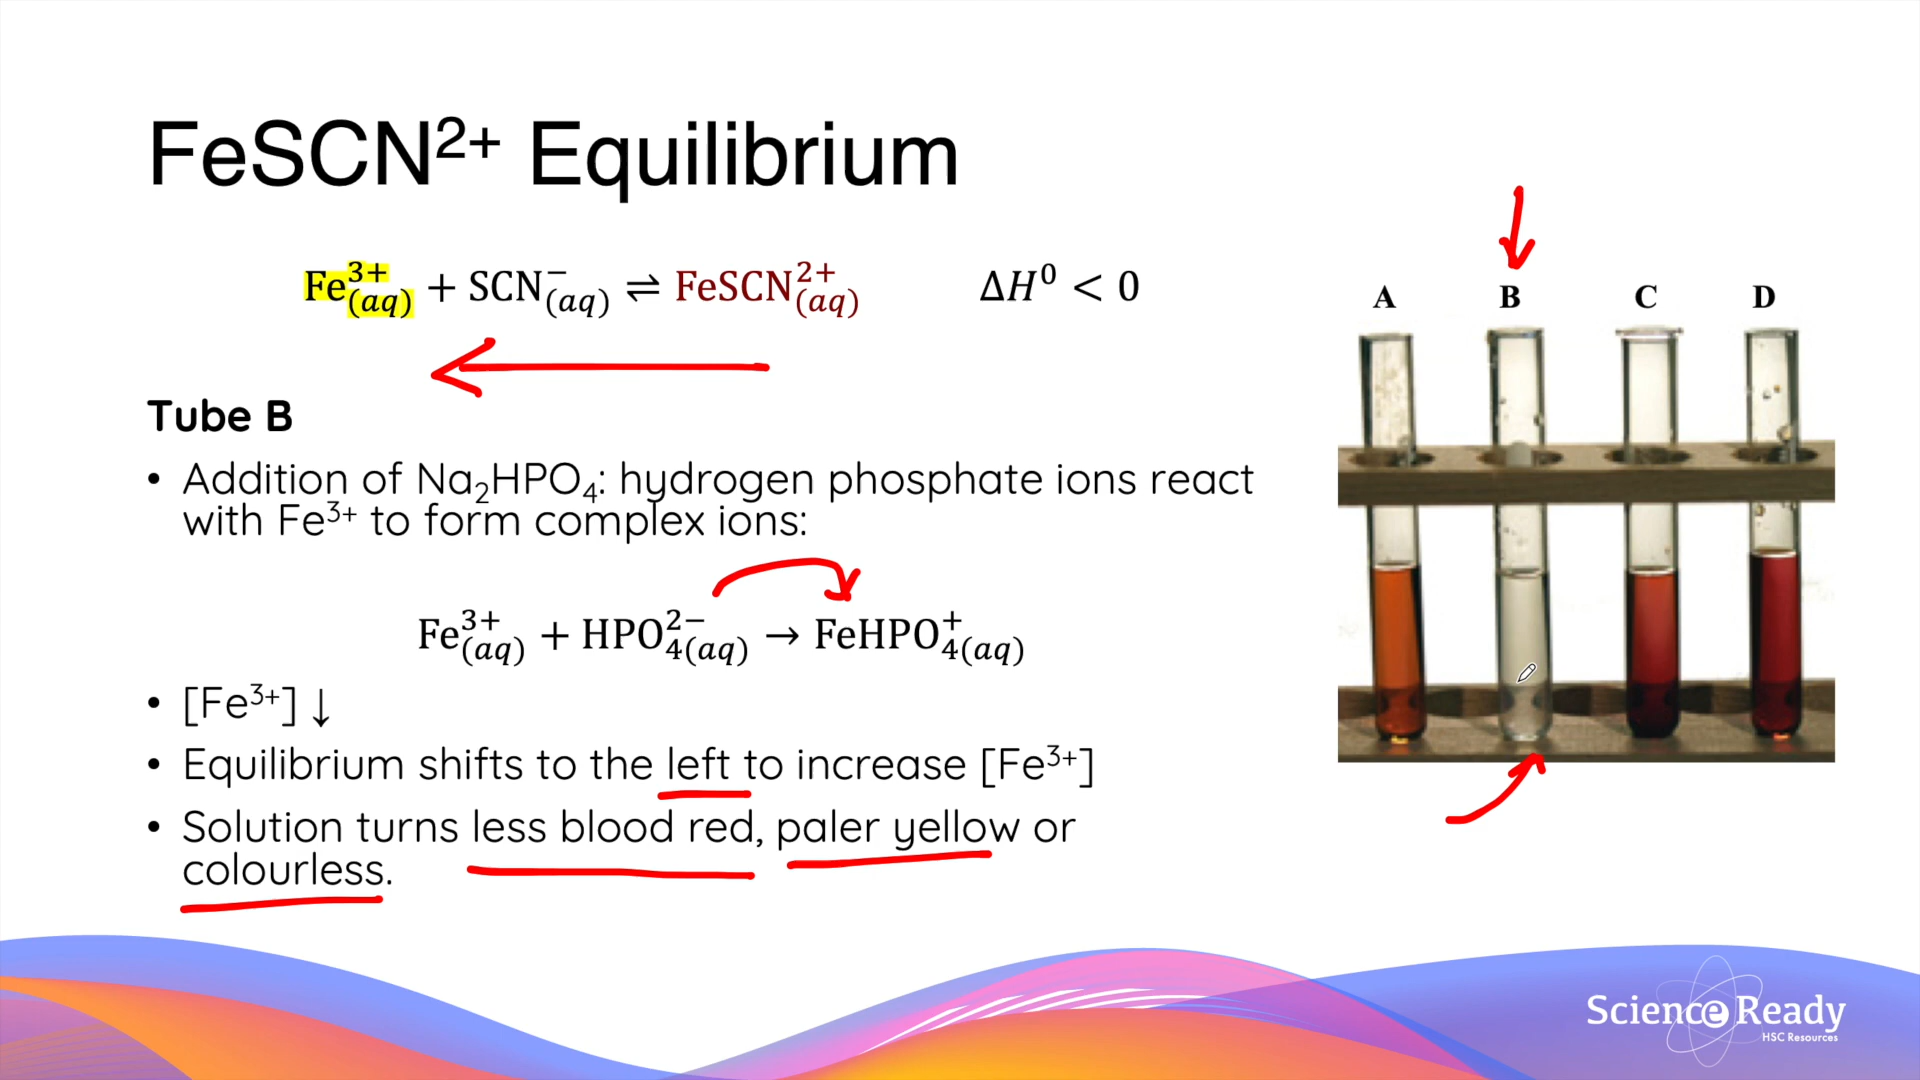 FeSCN²⁺ Equilibrium
Fe³⁺(aq) + SCN⁻(aq) ⇌ FeSCN²⁺(aq) ΔH⁰ < 0
A B C D
Tube B
• Addition of Na₂HPO₄: hydrogen phosphate ions react
with Fe³⁺ to form complex ions:
Fe³⁺(aq) + HPO₄²⁻(aq) → FeHPO₄⁺(aq)
• [Fe³⁺] ↓
• Equilibrium shifts to the left to increase [Fe³⁺]
• Solution turns less blood red, paler yellow or
colourless.
Science Ready
HSC Resources